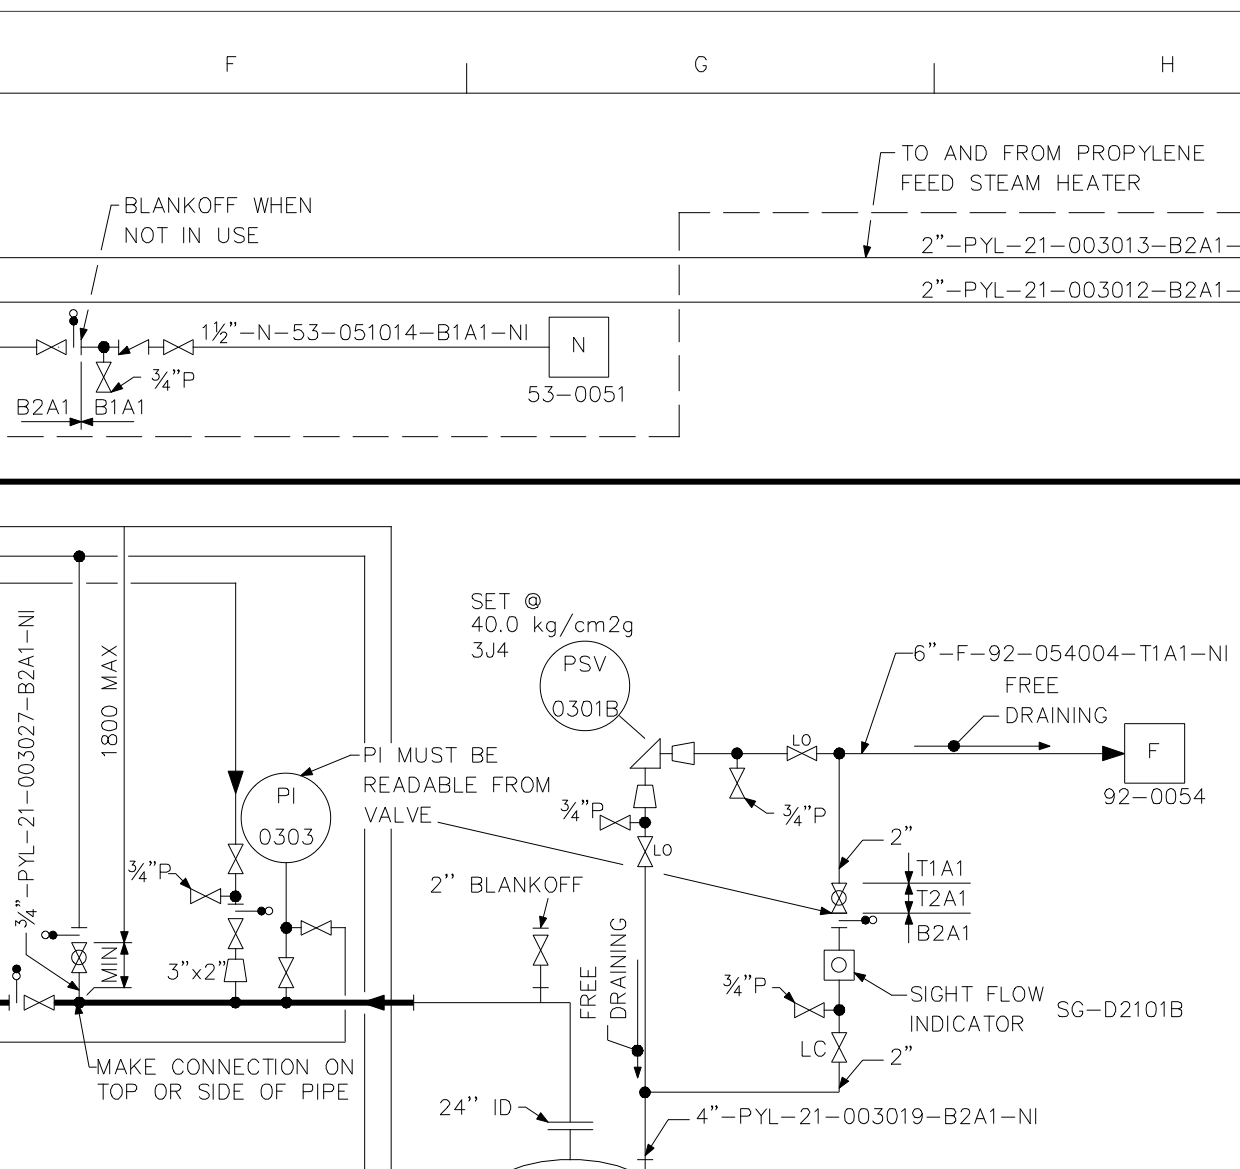 F
G
H
TO AND FROM PROPYLENE
FEED STEAM HEATER
BLANKOFF WHEN
NOT IN USE
2"-PYL-21-003013-B2A1-
2"-PYL-21-003012-B2A1-
1½"-N-53-051014-B1A1-NI
N
53-0051
¾"P
B2A1
B1A1
¾"-PYL-21-003027-B2A1-NI
1800 MAX
MIN
SET @
40.0 kg/cm2g
3J4
PSV
0301B
6"-F-92-054004-T1A1-NI
FREE
DRAINING
F
92-0054
LO
¾"P
¾"P
LO
PI MUST BE
READABLE FROM
VALVE
PI
0303
¾"P
3"x2"
2" BLANKOFF
FREE
DRAINING
2"
T1A1
T2A1
B2A1
¾"P
SIGHT FLOW
INDICATOR
SG-D2101B
LC
2"
MAKE CONNECTION ON
TOP OR SIDE OF PIPE
24" ID
4"-PYL-21-003019-B2A1-NI